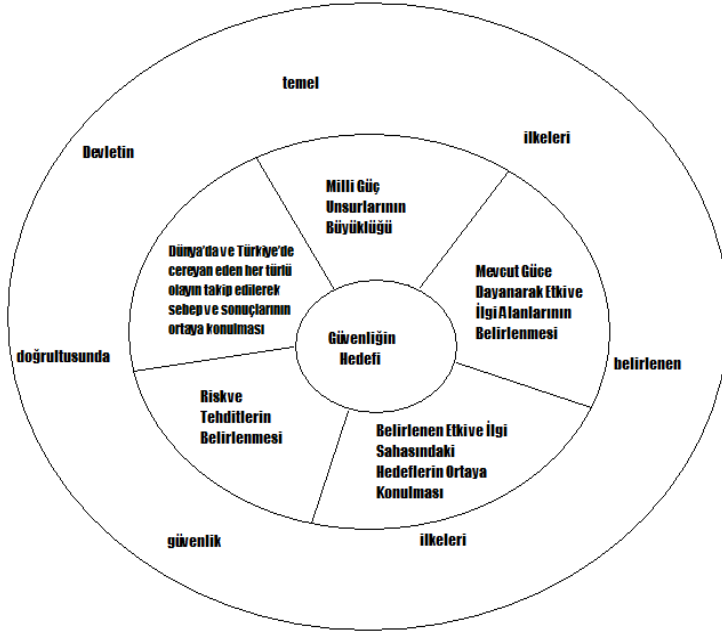 temel
ilkeleri
Devletin
Milli Güç
Unsurlarının
Büyüklüğü
Dünya'da ve Türkiye'de
cereyan eden her türlü
olayın takip edilerek
sebep ve sonuçlarının
ortaya konulması
Mevcut Güce
Dayanarak Etki ve
İlgi Alanlarının
Belirlenmesi
Güvenliğin
Hedefi
doğrultusunda
belirlenen
Risk ve
Tehditlerin
Belirlenmesi
Belirlenen Etki ve İlgi
Sahasındaki
Hedeflerin Ortaya
Konulması
güvenlik
ilkeleri